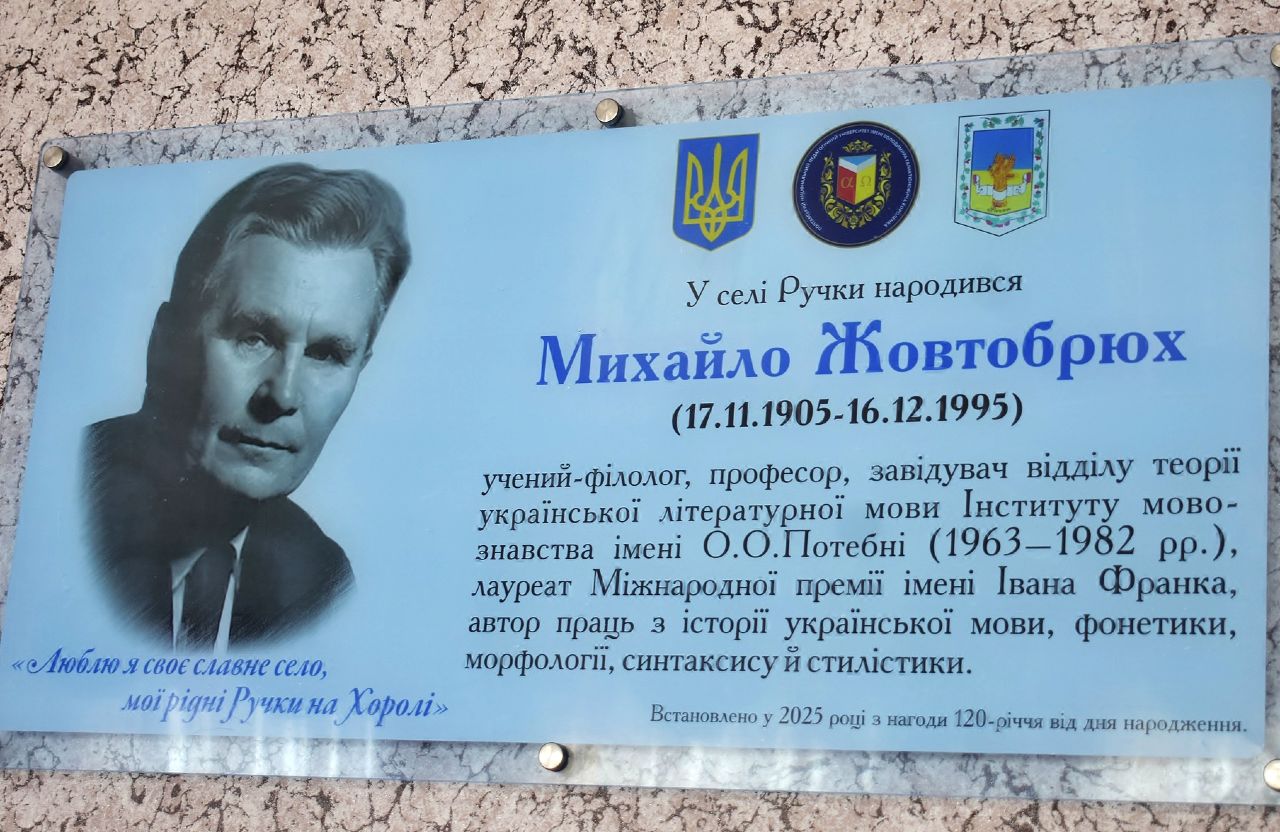 У селі Ручки народився
Михайло Жовтобрюх
(17.11.1905-16.12.1995)
учений-філолог, професор, завідувач відділу теорії
української літературної мови Інституту мово-
знавства імені О.О.Потебні (1963–1982 рр.),
лауреат Міжнародної премії імені Івана Франка,
автор праць з історії української мови, фонетики,
морфології, синтаксису й стилістики.
«Люблю я своє славне село,
мої рідні Ручки на Хоролі»
Встановлено у 2025 році з нагоди 120-річчя від дня народження.